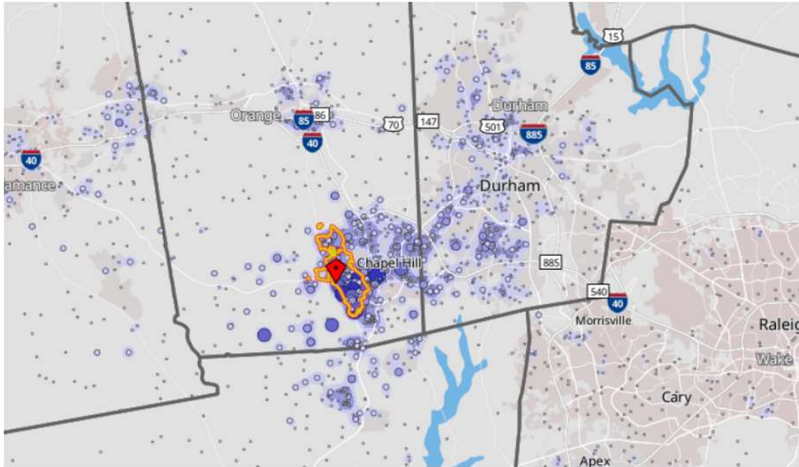 15
85
Orange
85
86
40
70
147
501
Durham
885
40
amance
Durham
Chapel Hill
885
540
40
Morrisville
Raleig
Wake
Cary
Apex